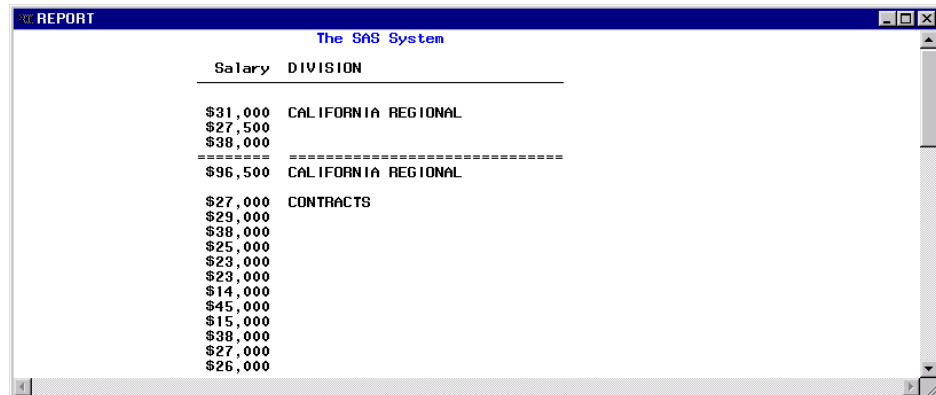 REPORT
The SAS System
Salary DIVISION
$31,000 CALIFORNIA REGIONAL
$27,500
$38,000
======== ==============================
$96,500 CALIFORNIA REGIONAL
$27,000 CONTRACTS
$29,000
$38,000
$25,000
$23,000
$23,000
$14,000
$45,000
$15,000
$38,000
$27,000
$26,000